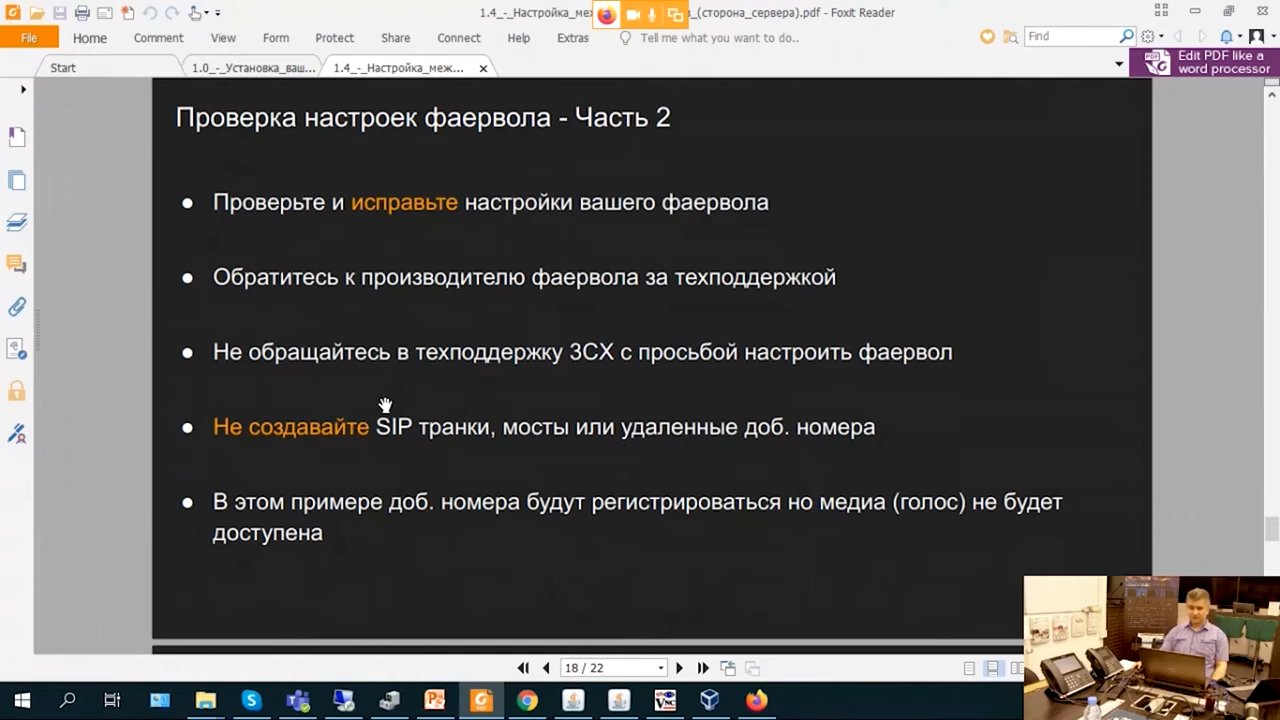 1.4_-_Настройка_ме
_(сторона_сервера).pdf - Foxit Reader
File
Home
Comment
View
Form
Protect
Share
Connect
Help
Extras
Tell me what you want to do..
Find
Start
1.0_-_Установка_ваш...
1.4_-_Настройка_меж...
Edit PDF like a
word processor
Проверка настроек фаервола - Часть 2
● Проверьте и исправьте настройки вашего фаервола
● Обратитесь к производителю фаервола за техподдержкой
● Не обращайтесь в техподдержку 3CX с просьбой настроить фаервол
● Не создавайте SIP транки, мосты или удаленные доб. номера
● В этом примере доб. номера будут регистрироваться но медиа (голос) не будет
доступена
18 / 22